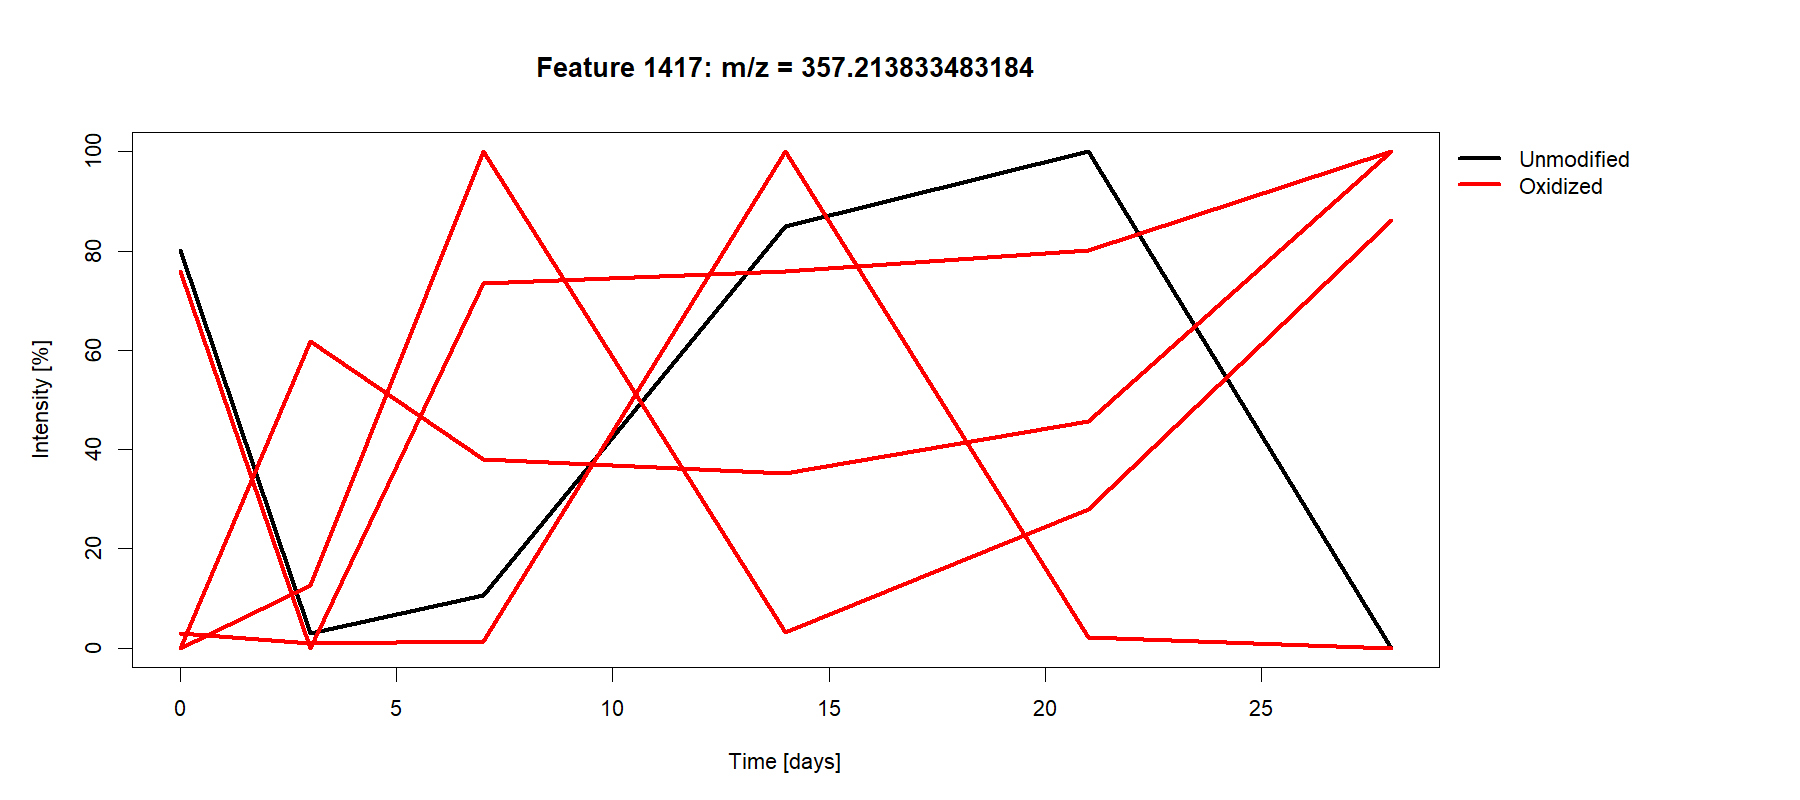 Feature 1417: m/z = 357.213833483184
Unmodified
Oxidized
Intensity [%]
100
80
60
40
20
0
0 5 10 15 20 25
Time [days]